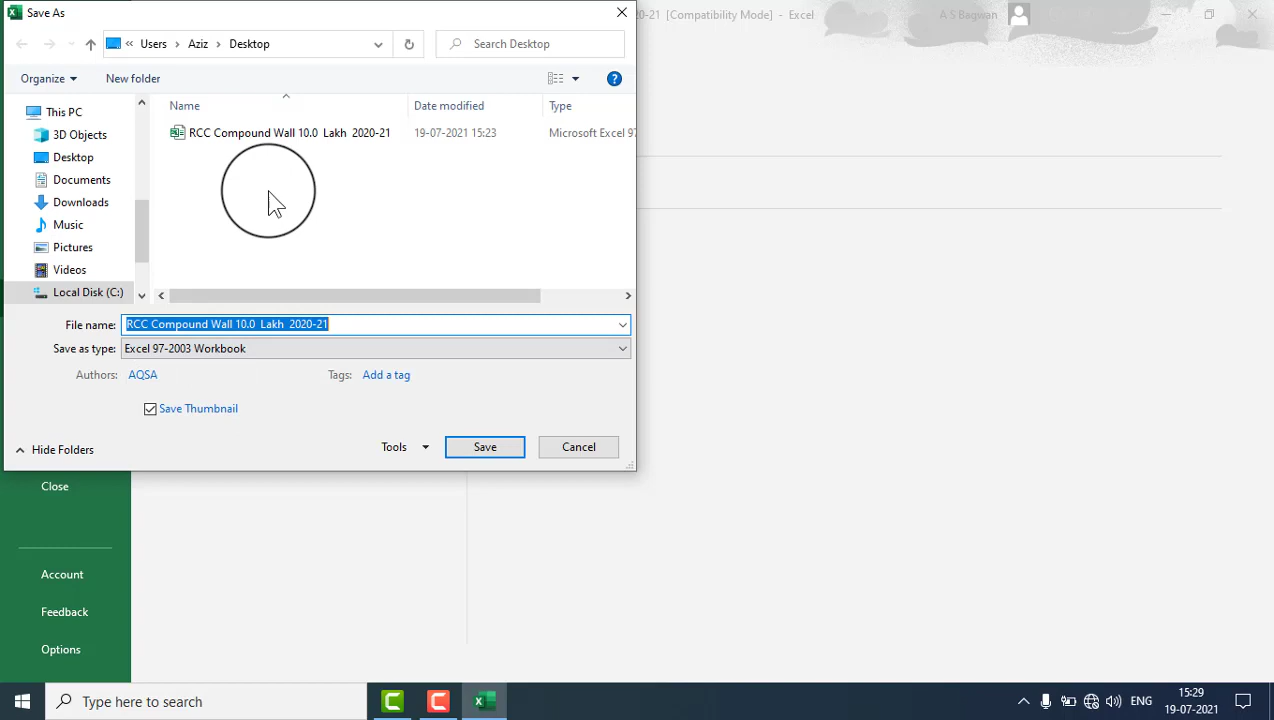 Save As
0-21 [Compatibility Mode] - Excel
A S Bagwan
« Users > Aziz > Desktop
Search Desktop
Organize
New folder
Name
Date modified
Type
This PC
3D Objects
Desktop
Documents
Downloads
Music
Pictures
Videos
Local Disk (C:)
RCC Compound Wall 10.0 Lakh 2020-21
19-07-2021 15:23
Microsoft Excel 97
File name:
RCC Compound Wall 10.0 Lakh 2020-21
Save as type:
Excel 97-2003 Workbook
Authors:
AQSA
Tags:
Add a tag
Save Thumbnail
Hide Folders
Tools
Save
Cancel
Close
Account
Feedback
Options
Type here to search
ENG
15:29
19-07-2021